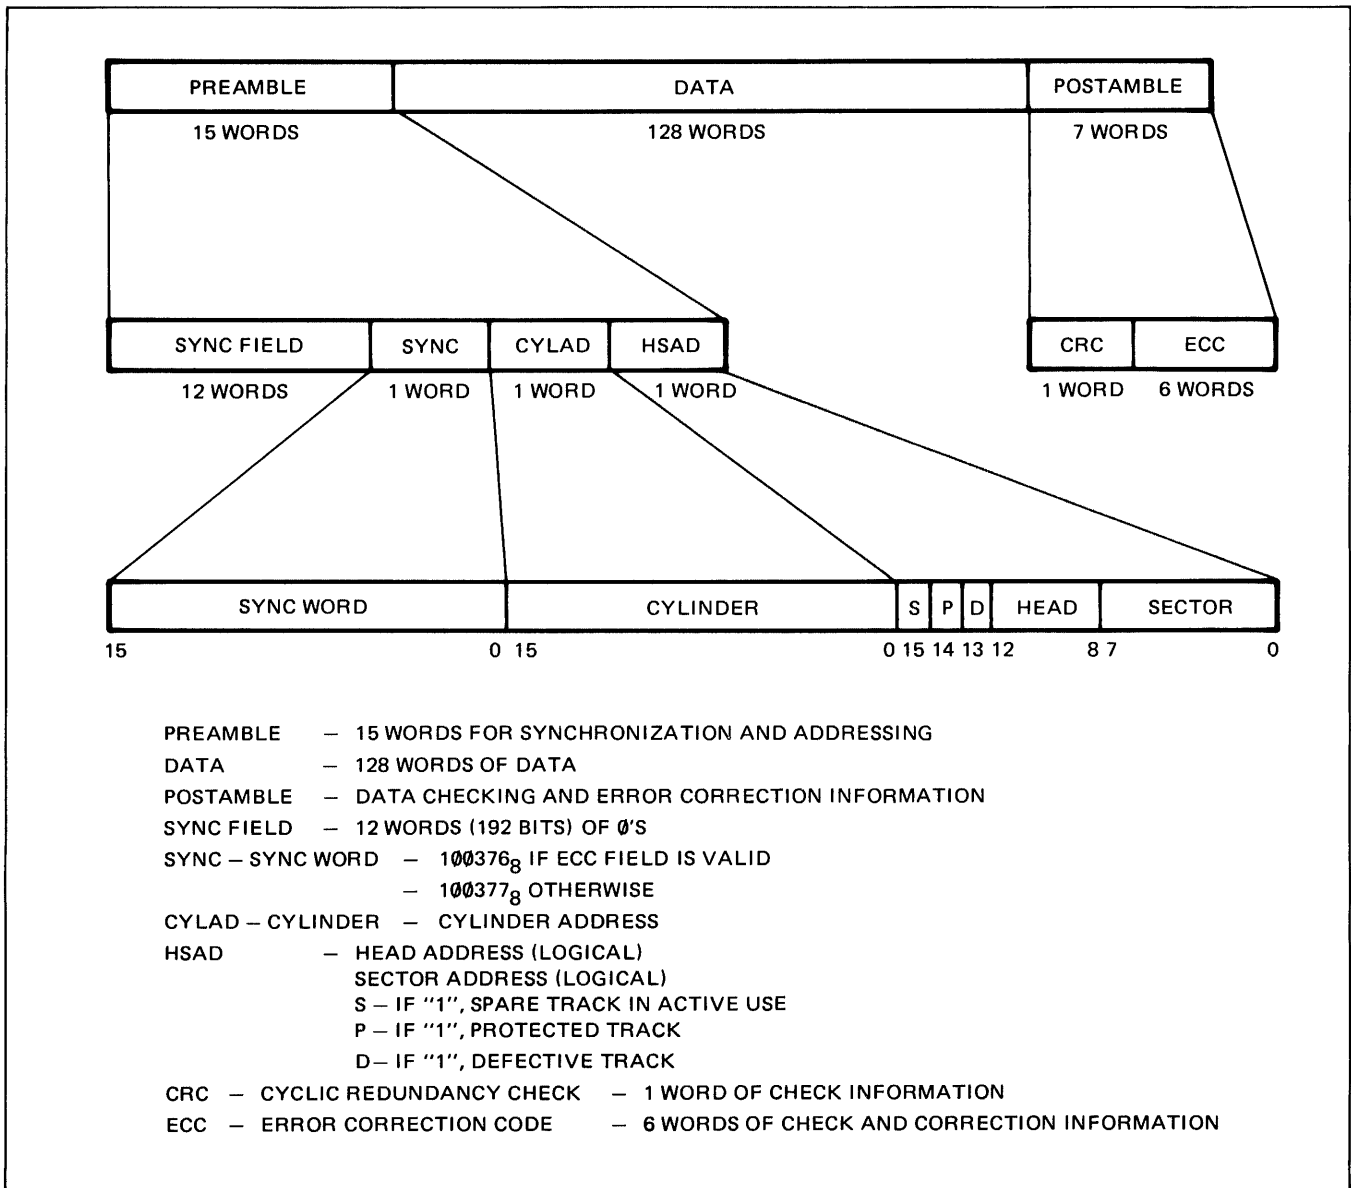 PREAMBLE DATA POSTAMBLE
15 WORDS 128 WORDS 7 WORDS
SYNC FIELD SYNC CYLAD HSAD CRC ECC
12 WORDS 1 WORD 1 WORD 1 WORD 1 WORD 6 WORDS
SYNC WORD CYLINDER S P D HEAD SECTOR
15 0 15 0 15 14 13 12 8 7 0
PREAMBLE — 15 WORDS FOR SYNCHRONIZATION AND ADDRESSING
DATA — 128 WORDS OF DATA
POSTAMBLE — DATA CHECKING AND ERROR CORRECTION INFORMATION
SYNC FIELD — 12 WORDS (192 BITS) OF Ø'S
SYNC – SYNC WORD — 1ØØ376₈ IF ECC FIELD IS VALID
— 1ØØ377₈ OTHERWISE
CYLAD – CYLINDER — CYLINDER ADDRESS
HSAD — HEAD ADDRESS (LOGICAL)
SECTOR ADDRESS (LOGICAL)
S – IF "1", SPARE TRACK IN ACTIVE USE
P – IF "1", PROTECTED TRACK
D– IF "1", DEFECTIVE TRACK
CRC — CYCLIC REDUNDANCY CHECK — 1 WORD OF CHECK INFORMATION
ECC — ERROR CORRECTION CODE — 6 WORDS OF CHECK AND CORRECTION INFORMATION